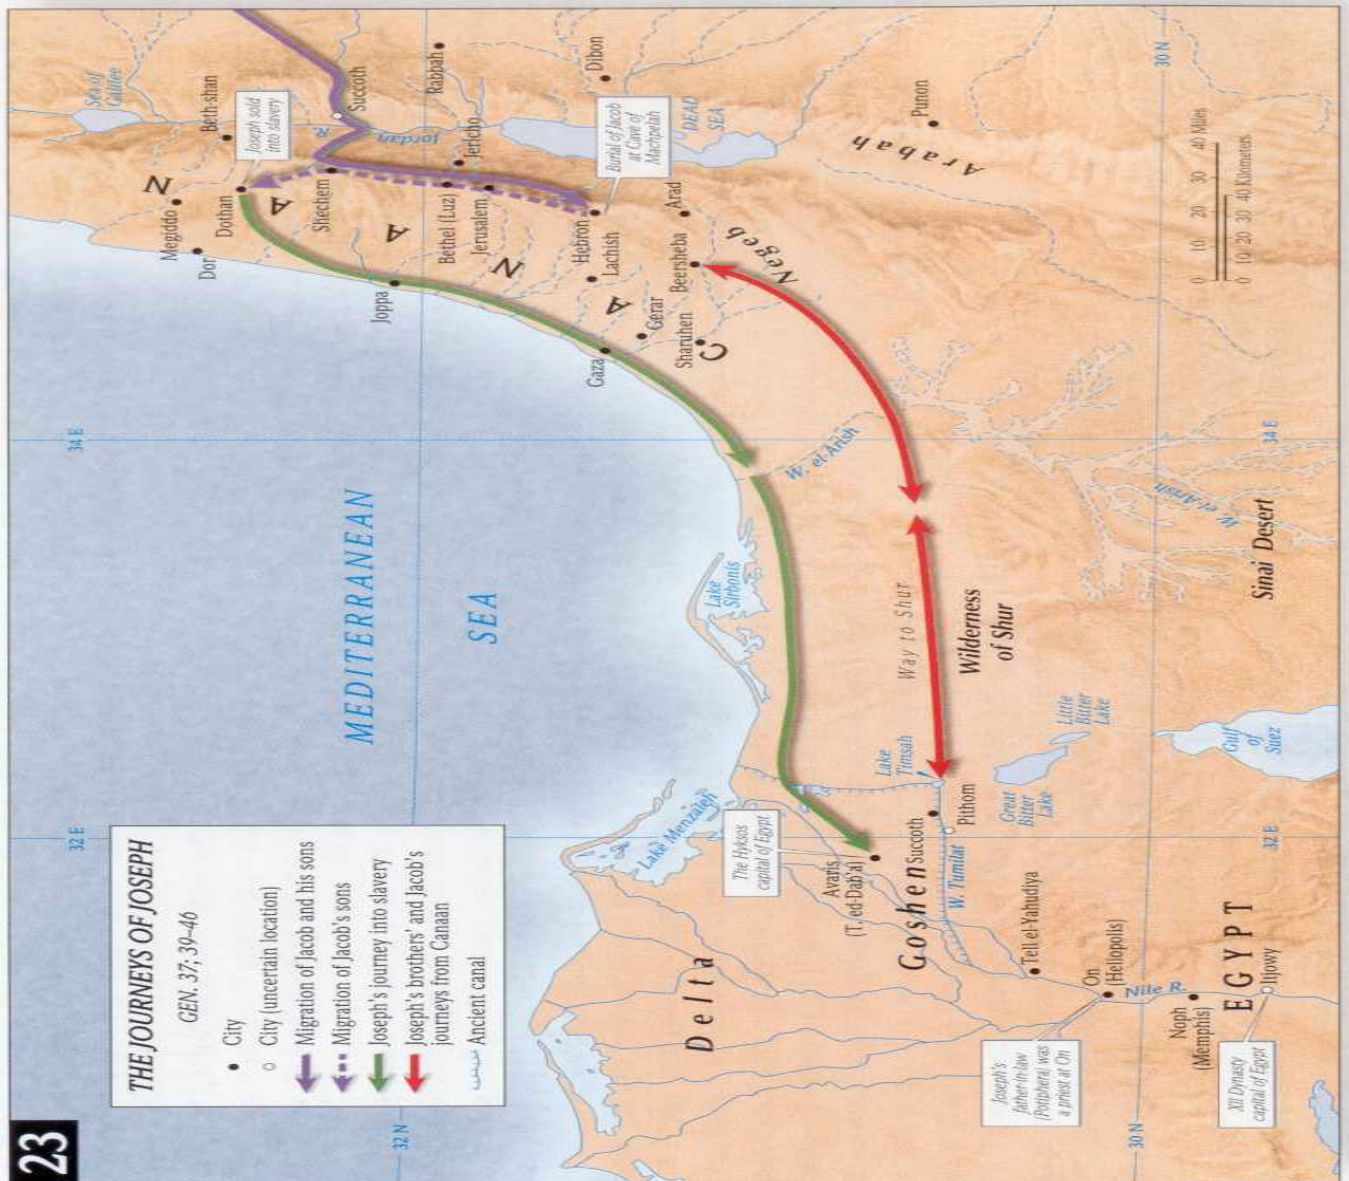 23
THE JOURNEYS OF JOSEPH
GEN. 37; 39–46
City
City (uncertain location)
Migration of Jacob and his sons
Migration of Jacob's sons
Joseph's journey into slavery
Joseph's brothers' and Jacob's
journeys from Canaan
Ancient canal
32 E
34 E
32 N
30 N
MEDITERRANEAN
SEA
Sea of
Galilee
Beth-shan
Joseph sold
into slavery
Megiddo
Dor
Dothan
Succoth
Jordan
R.
Rabbah
Shechem
Joppa
Bethel (Luz)
Jericho
Jerusalem
Dibon
Burial of Jacob
at Cave of
Machpelah
DEAD
SEA
Hebron
Lachish
Gaza
Gerar
Arad
Beersheba
Sharuhen
CANAAN
Negeb
Punon
Arabah
W. el-Arish
Lake
Sirbonis
Way to Shur
Wilderness
of Shur
W. el-Arish
Sinai Desert
Lake Menzaleh
The Hyksos
capital of Egypt
Avaris
(T. ed-Dab'a)
Lake
Timsah
Succoth
Pithom
Goshen
W. Tumilat
Great
Bitter
Lake
Little
Bitter
Lake
Gulf
of
Suez
Delta
Tell el-Yahudiya
On
(Heliopolis)
Joseph's
father-in-law
(Potiphera) was
a priest at On
Nile R.
Noph
(Memphis)
EGYPT
Itjowy
XII Dynasty
capital of Egypt
30 N
32 E
34 E
0 10 20 30 40 Miles
0 10 20 30 40 Kilometers